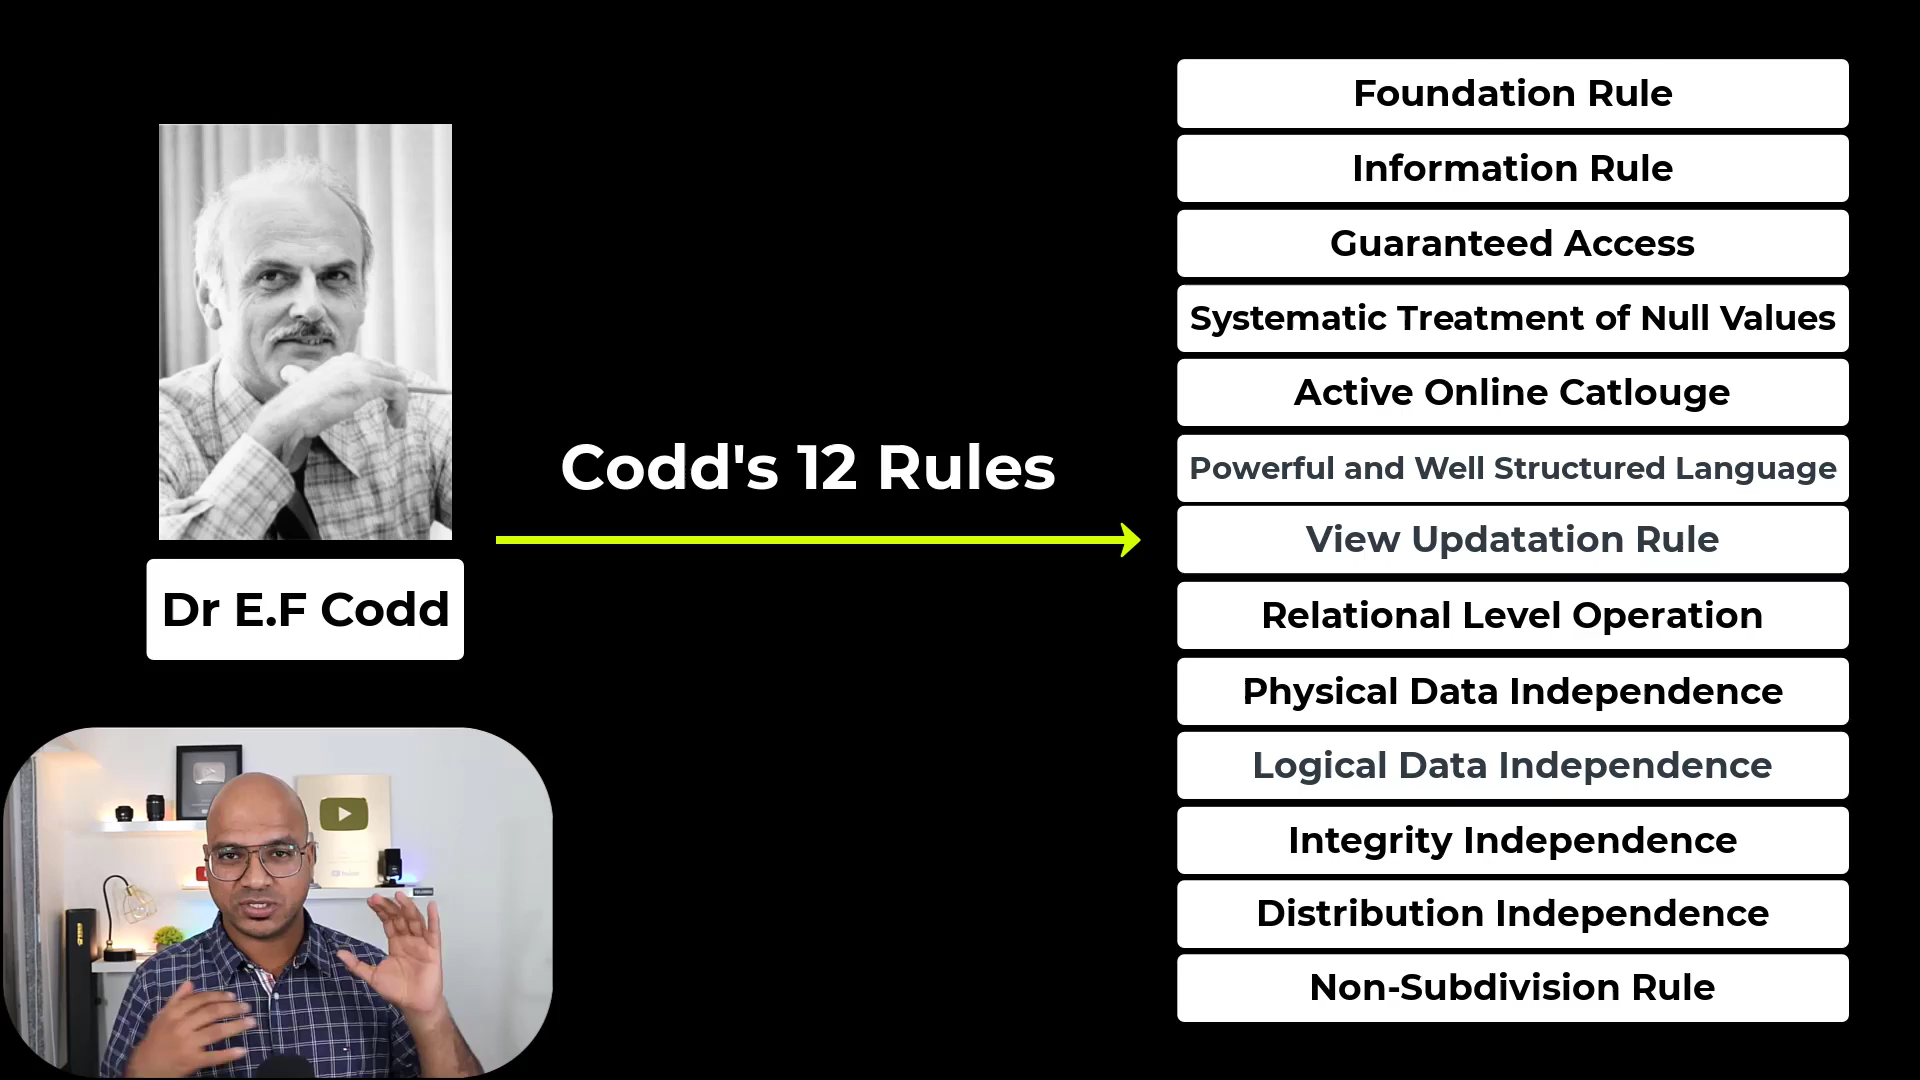 Dr E.F Codd
Codd's 12 Rules
Foundation Rule
Information Rule
Guaranteed Access
Systematic Treatment of Null Values
Active Online Catlouge
Powerful and Well Structured Language
View Updatation Rule
Relational Level Operation
Physical Data Independence
Logical Data Independence
Integrity Independence
Distribution Independence
Non-Subdivision Rule